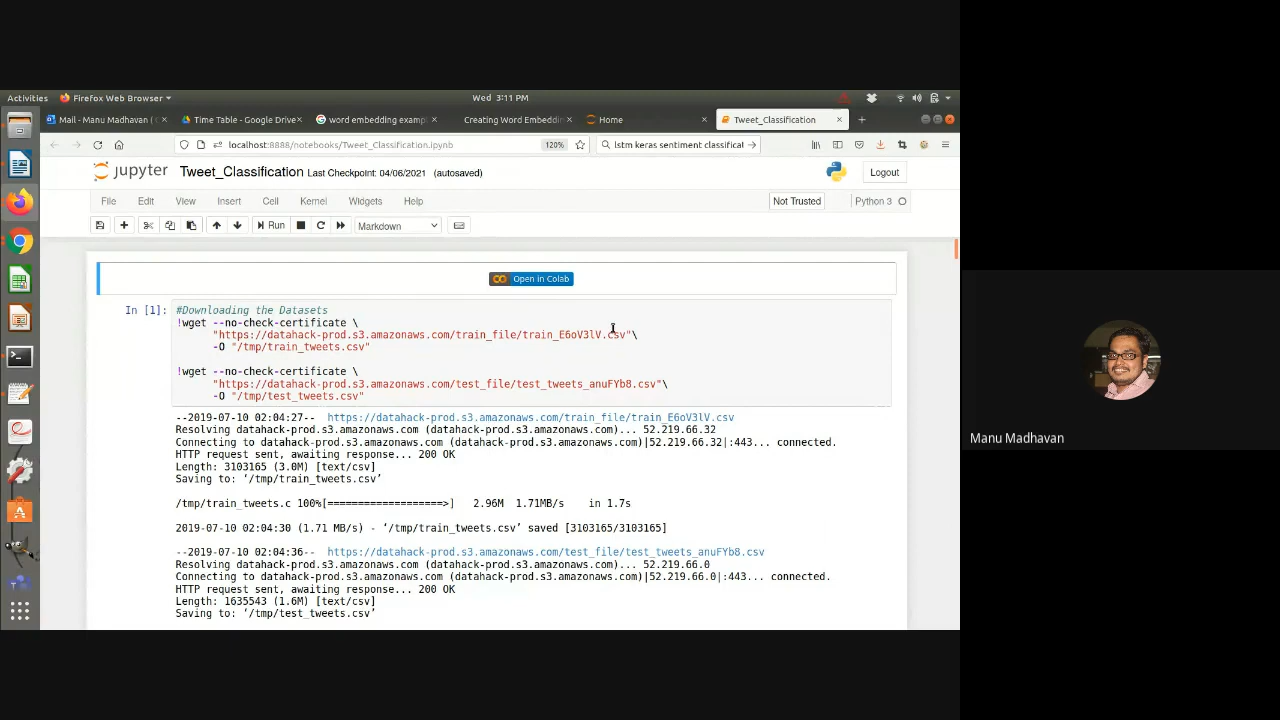 Activities Firefox Web Browser Wed 3:11 PM
Mail - Manu Madhavan ( Time Table - Google Drive word embedding exampl Creating Word Embeddin Home Tweet_Classification
localhost:8888/notebooks/Tweet_Classification.ipynb 120% lstm keras sentiment classificat
jupyter Tweet_Classification Last Checkpoint: 04/06/2021 (autosaved) Logout
File Edit View Insert Cell Kernel Widgets Help Not Trusted Python 3
Run Markdown
Open in Colab
In [1]: #Downloading the Datasets
!wget --no-check-certificate \
"https://datahack-prod.s3.amazonaws.com/train_file/train_E6oV3lV.csv"\
-O "/tmp/train_tweets.csv"
!wget --no-check-certificate \
"https://datahack-prod.s3.amazonaws.com/test_file/test_tweets_anuFYb8.csv"\
-O "/tmp/test_tweets.csv"
--2019-07-10 02:04:27-- https://datahack-prod.s3.amazonaws.com/train_file/train_E6oV3lV.csv
Resolving datahack-prod.s3.amazonaws.com (datahack-prod.s3.amazonaws.com)... 52.219.66.32
Connecting to datahack-prod.s3.amazonaws.com (datahack-prod.s3.amazonaws.com)|52.219.66.32|:443... connected.
HTTP request sent, awaiting response... 200 OK
Length: 3103165 (3.0M) [text/csv]
Saving to: ‘/tmp/train_tweets.csv’
/tmp/train_tweets.c 100%[===================>] 2.96M 1.71MB/s in 1.7s
2019-07-10 02:04:30 (1.71 MB/s) - ‘/tmp/train_tweets.csv’ saved [3103165/3103165]
--2019-07-10 02:04:36-- https://datahack-prod.s3.amazonaws.com/test_file/test_tweets_anuFYb8.csv
Resolving datahack-prod.s3.amazonaws.com (datahack-prod.s3.amazonaws.com)... 52.219.66.0
Connecting to datahack-prod.s3.amazonaws.com (datahack-prod.s3.amazonaws.com)|52.219.66.0|:443... connected.
HTTP request sent, awaiting response... 200 OK
Length: 1635543 (1.6M) [text/csv]
Saving to: ‘/tmp/test_tweets.csv’
Manu Madhavan